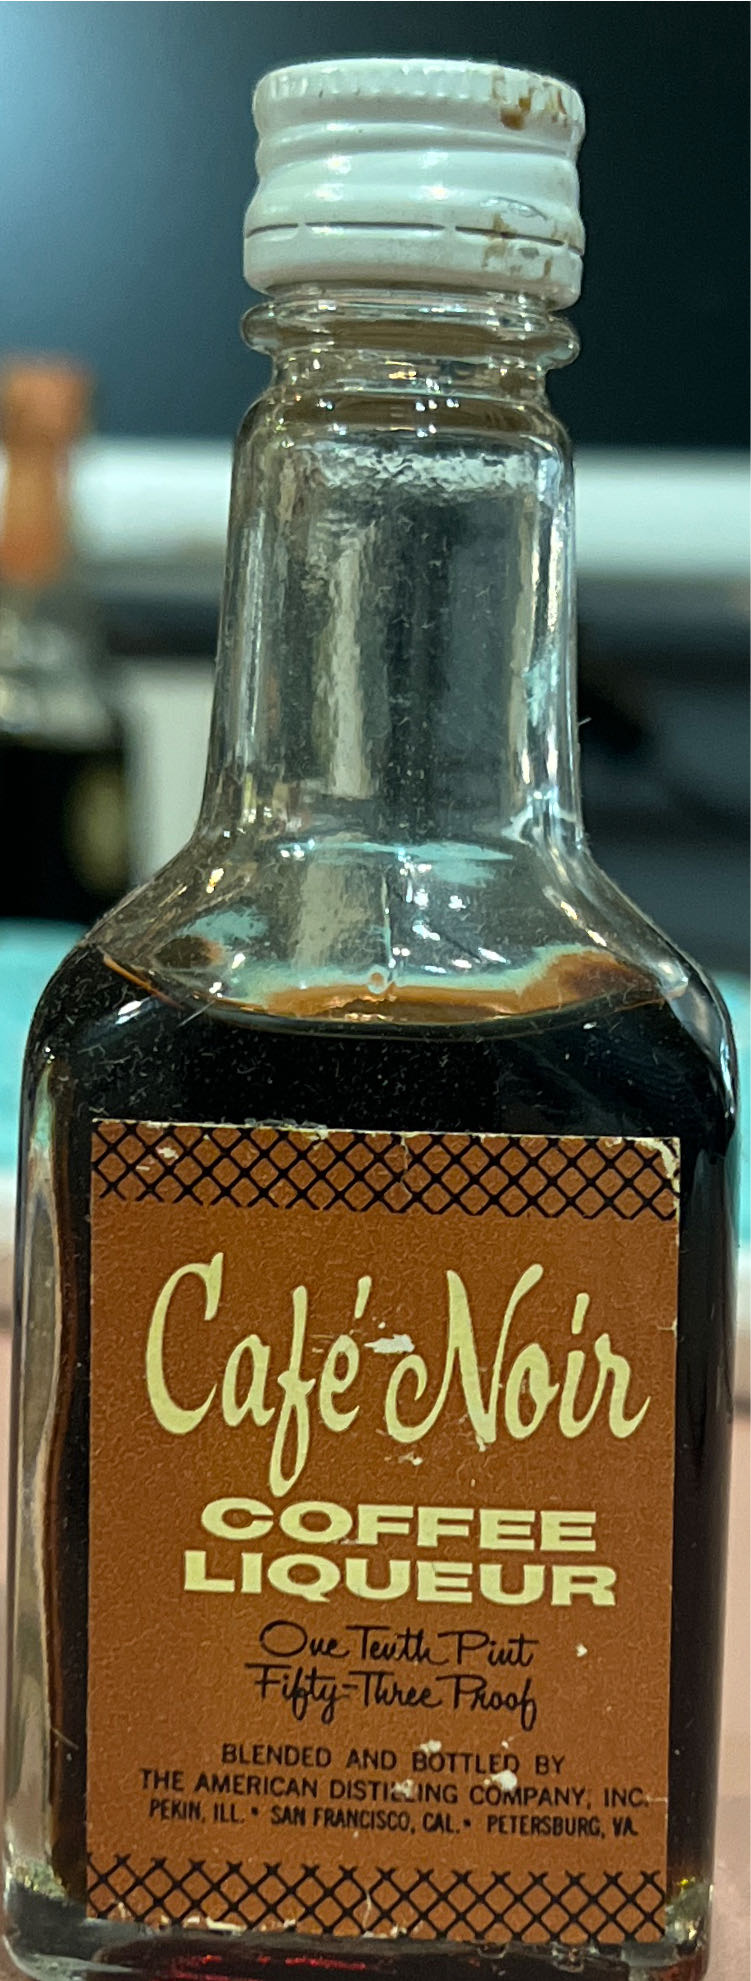 Café Noir
COFFEE
LIQUEUR
One Tenth Pint
Fifty-Three Proof
BLENDED AND BOTTLED BY
THE AMERICAN DISTILLING COMPANY, INC.
PEKIN, ILL. • SAN FRANCISCO, CAL. • PETERSBURG, VA.